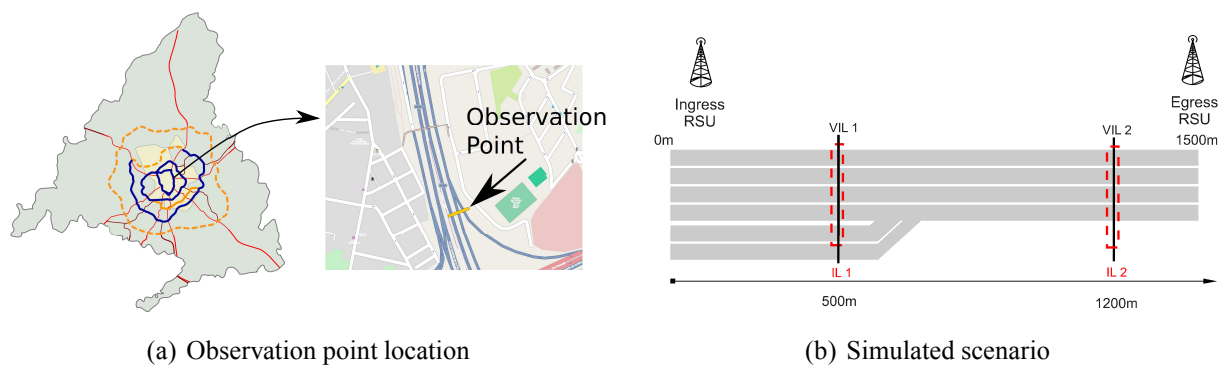 Observation
Point
Ingress
RSU
Egress
RSU
0m
VIL 1
VIL 2
1500m
IL 1
IL 2
500m
1200m
(a) Observation point location
(b) Simulated scenario